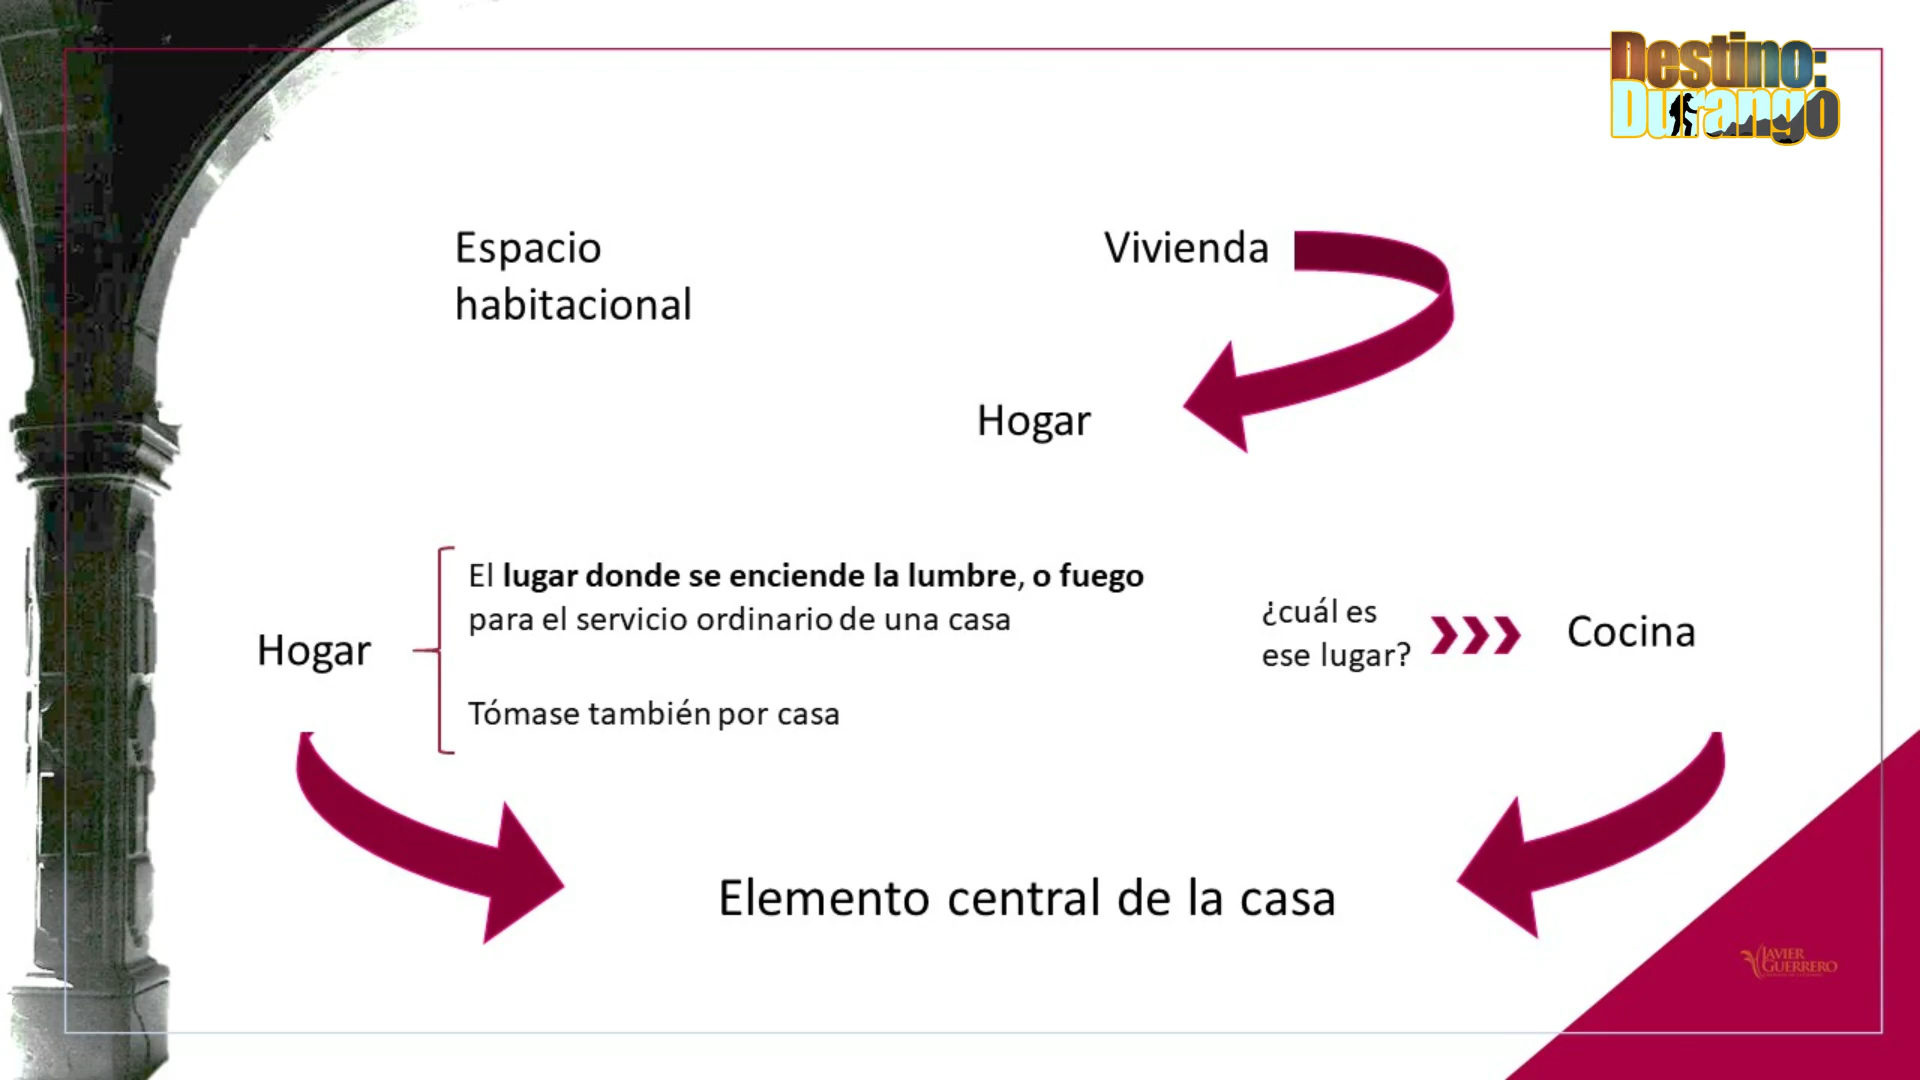 Destino:
Durango
Espacio
habitacional
Vivienda
Hogar
Hogar
El lugar donde se enciende la lumbre, o fuego
para el servicio ordinario de una casa
Tómase también por casa
¿cuál es
ese lugar?
Cocina
Elemento central de la casa
JAVIER
GUERRERO